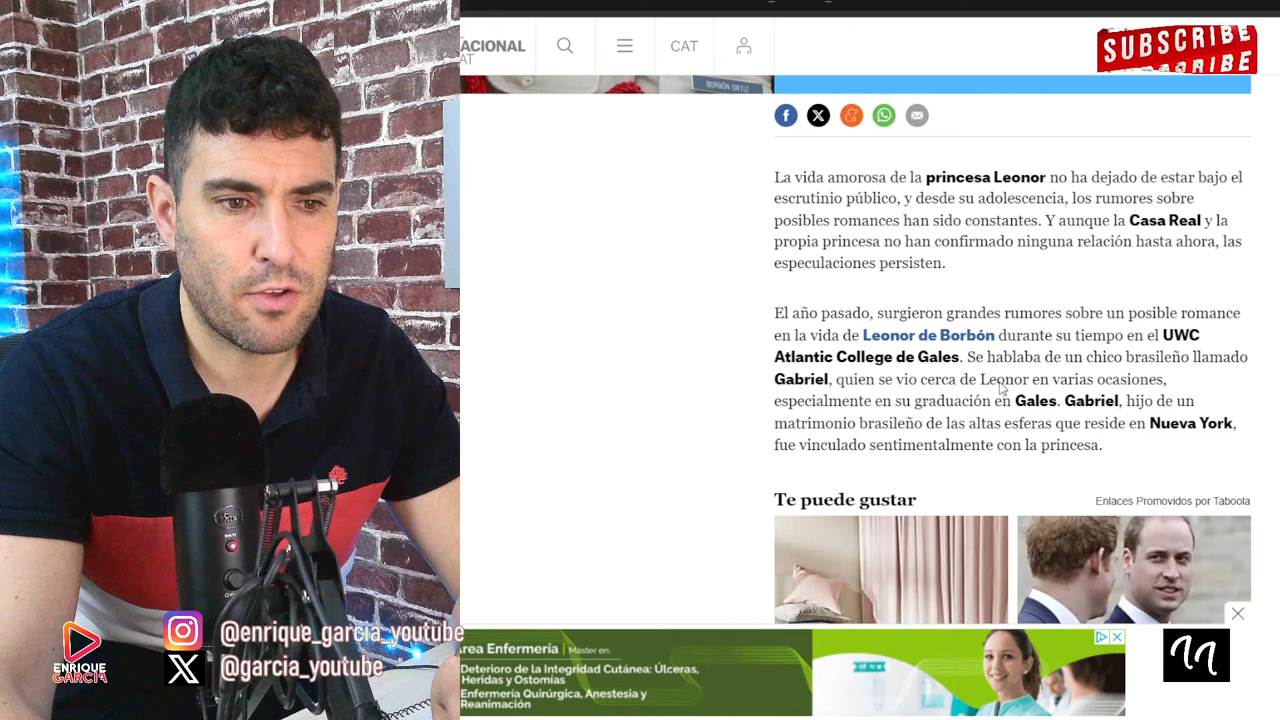 ACIONAL
AT
CAT
SUBSCRIBE
SUBSCRIBE
BORBÓN ORTIZ
La vida amorosa de la princesa Leonor no ha dejado de estar bajo el
escrutinio público, y desde su adolescencia, los rumores sobre
posibles romances han sido constantes. Y aunque la Casa Real y la
propia princesa no han confirmado ninguna relación hasta ahora, las
especulaciones persisten.
El año pasado, surgieron grandes rumores sobre un posible romance
en la vida de Leonor de Borbón durante su tiempo en el UWC
Atlantic College de Gales. Se hablaba de un chico brasileño llamado
Gabriel, quien se vio cerca de Leonor en varias ocasiones,
especialmente en su graduación en Gales. Gabriel, hijo de un
matrimonio brasileño de las altas esferas que reside en Nueva York,
fue vinculado sentimentalmente con la princesa.
Te puede gustar
Enlaces Promovidos por Taboola
@enrique_garcia_youtube
@garcia_youtube
ENRIQUE
GARCIA
rea Enfermería | Máster en:
Deterioro de la Integridad Cutánea: Úlceras,
Heridas y Ostomías
Enfermería Quirúrgica, Anestesia y
Reanimación